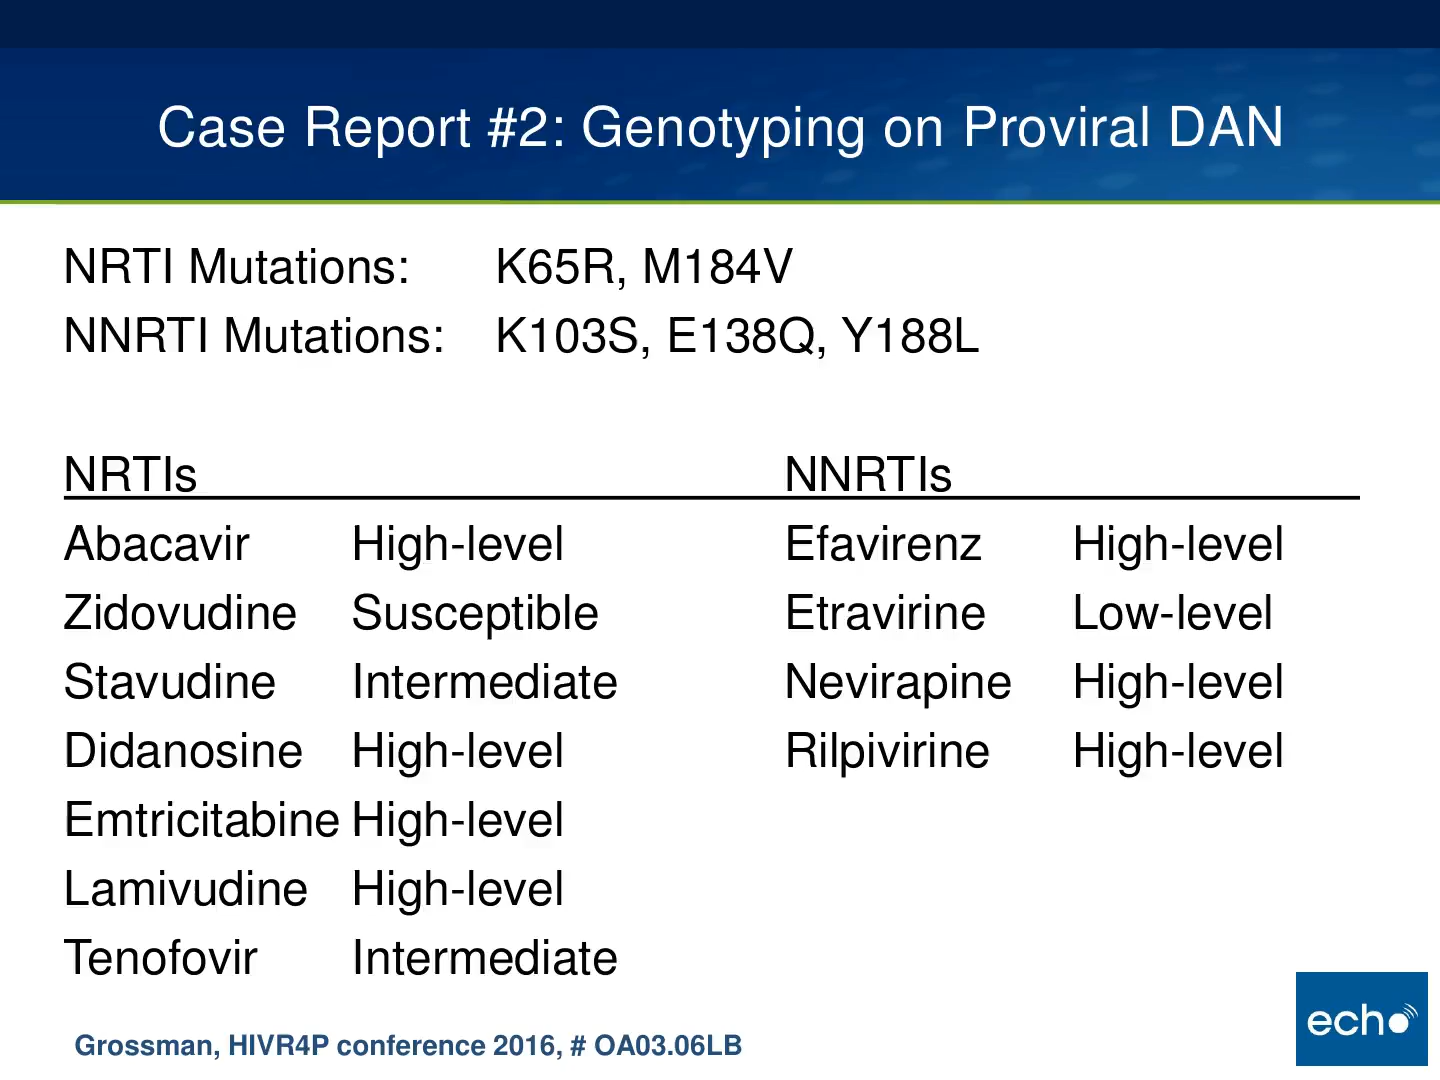 Case Report #2: Genotyping on Proviral DAN
NRTI Mutations: K65R, M184V
NNRTI Mutations: K103S, E138Q, Y188L
NRTIs NNRTIs
Abacavir High-level Efavirenz High-level
Zidovudine Susceptible Etravirine Low-level
Stavudine Intermediate Nevirapine High-level
Didanosine High-level Rilpivirine High-level
Emtricitabine High-level
Lamivudine High-level
Tenofovir Intermediate
Grossman, HIVR4P conference 2016, # OA03.06LB
echo